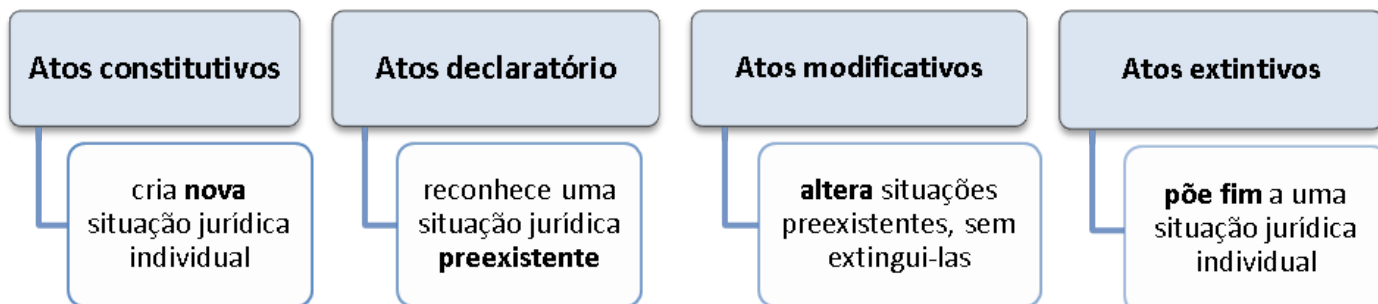 Atos constitutivos
cria nova
situação jurídica
individual
Atos declaratório
reconhece uma
situação jurídica
preexistente
Atos modificativos
altera situações
preexistentes, sem
extingui-las
Atos extintivos
põe fim a uma
situação jurídica
individual